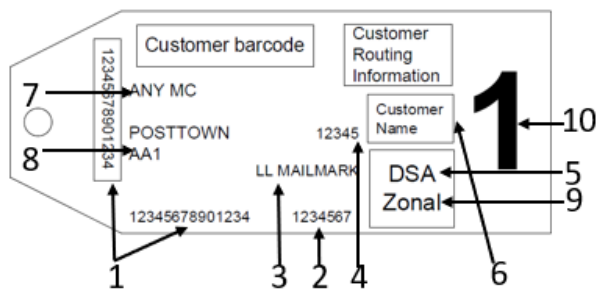 Customer barcode
Customer
Routing
Information
12345678901234
ANY MC
7
1
10
Customer
Name
POSTTOWN
12345
8
AA1
LL MAILMARK
DSA
5
Zonal
9
12345678901234
1234567
1
3
2
4
6